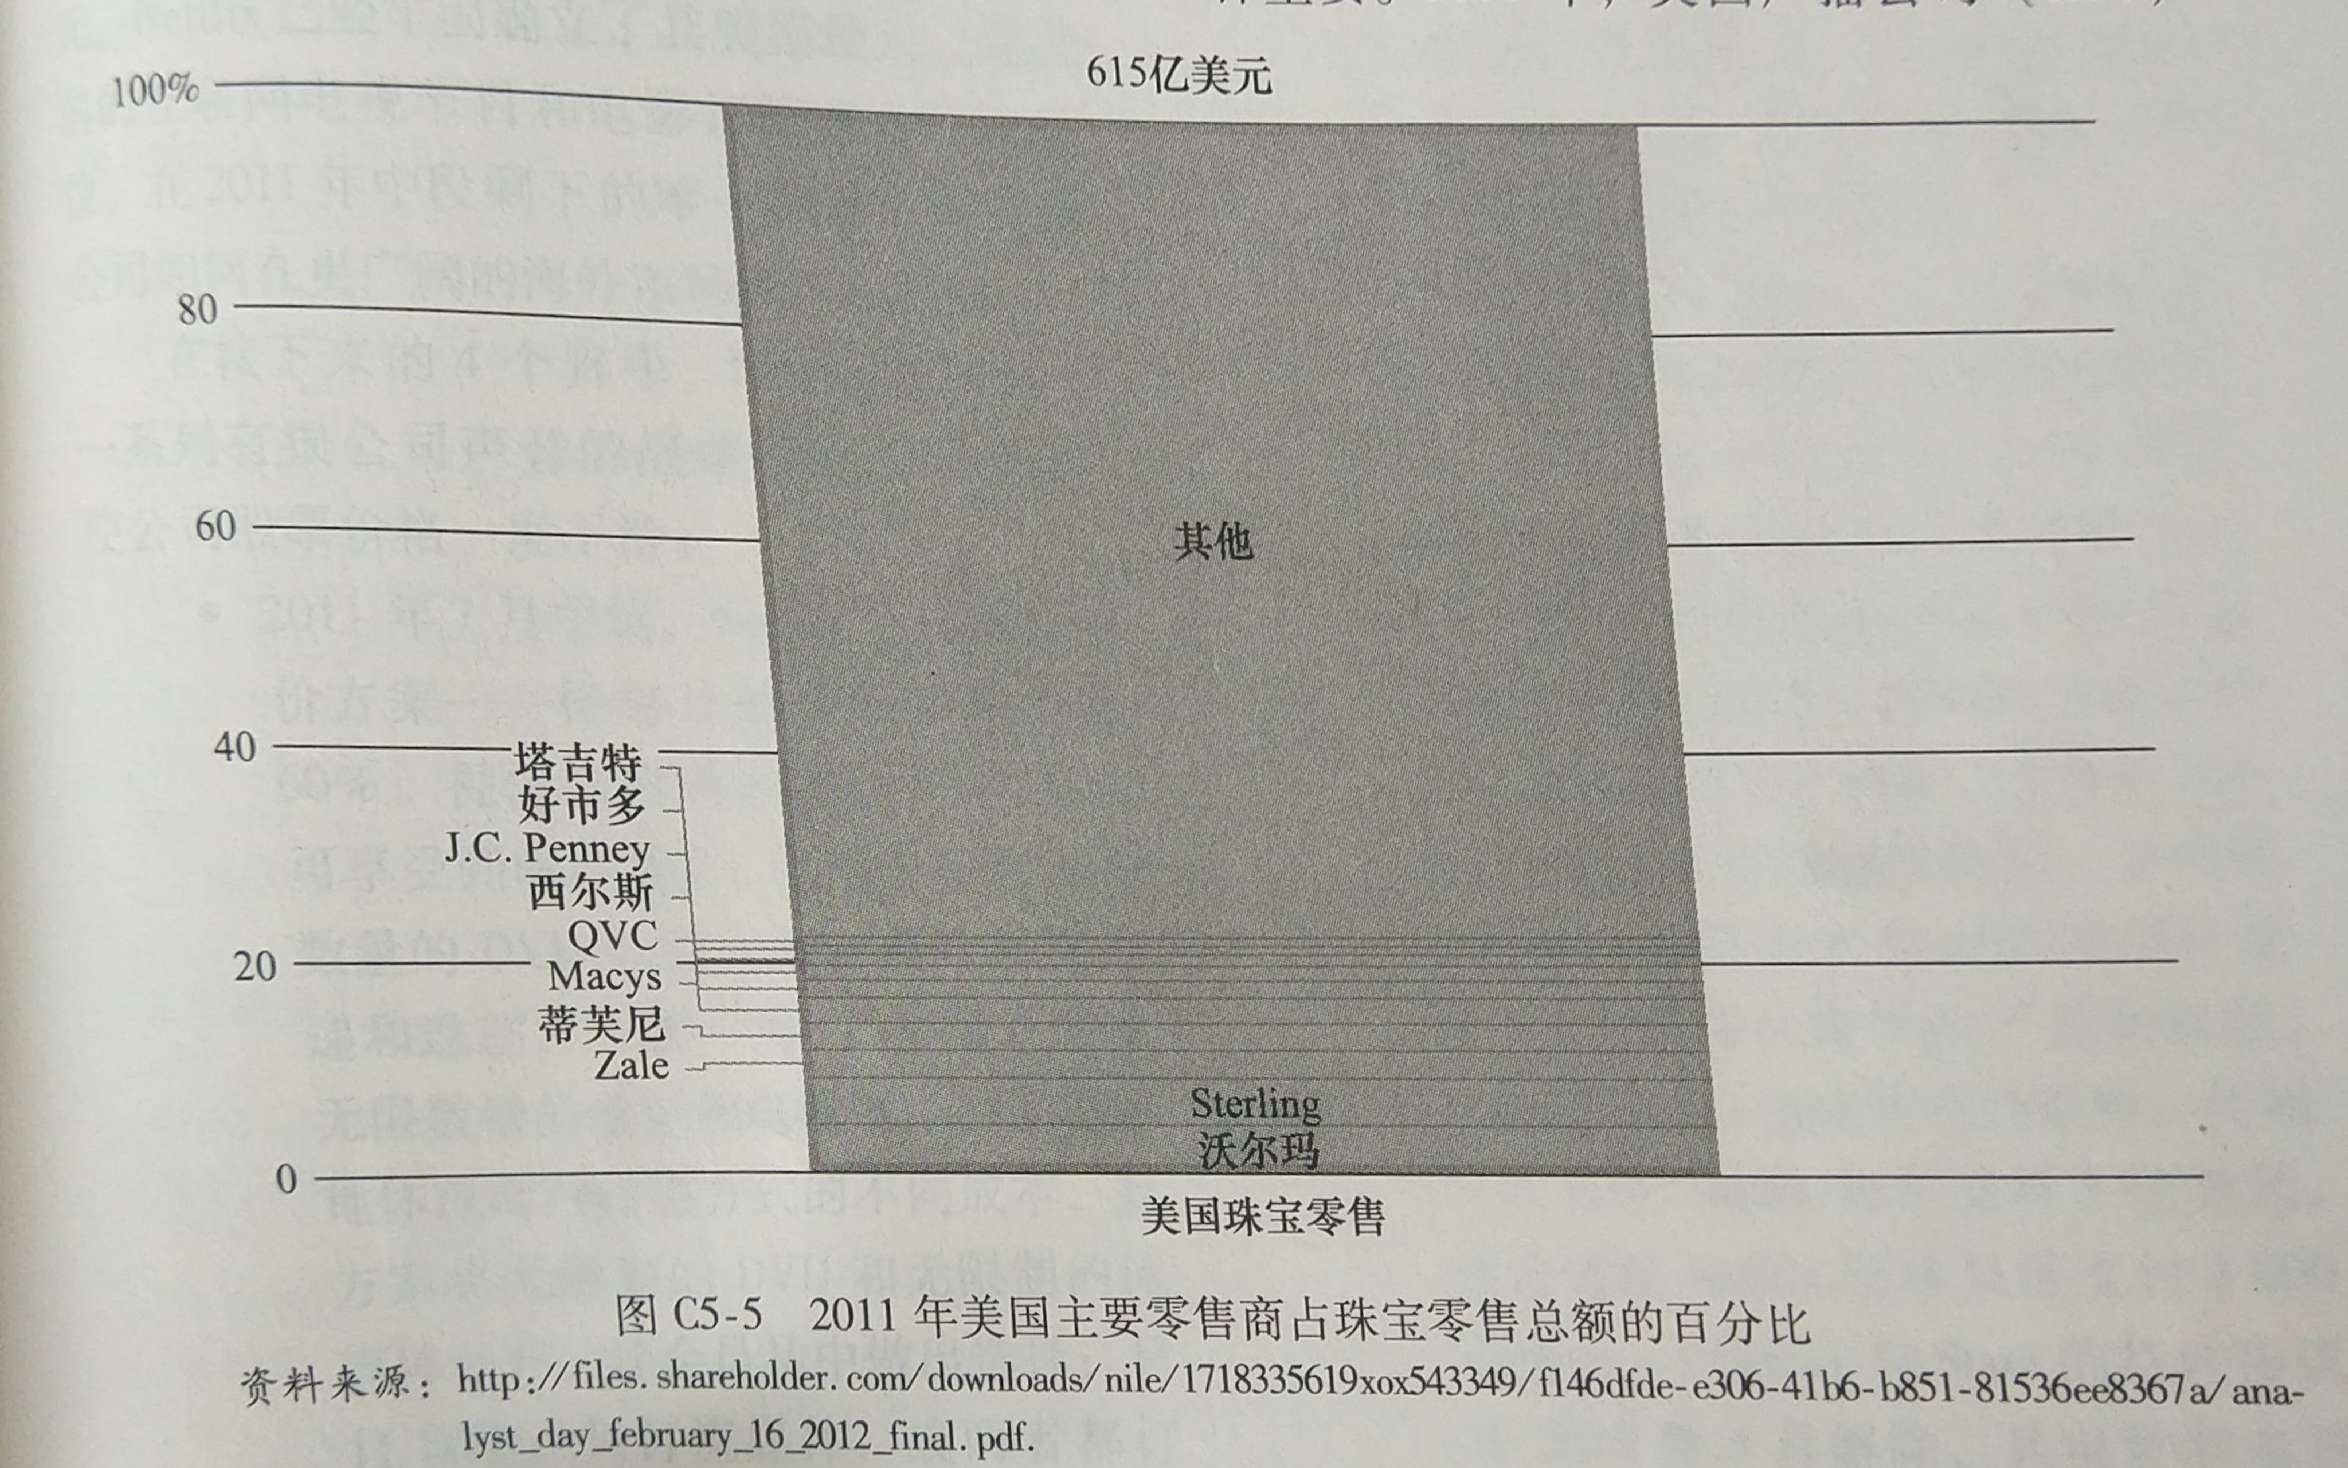 615亿美元
100%
80
60
其他
40
塔吉特
好市多
J.C. Penney
西尔斯
QVC
20
Macys
蒂芙尼
Zale
Sterling
沃尔玛
0
美国珠宝零售
图 C5-5 2011 年美国主要零售商占珠宝零售总额的百分比
资料来源：http://files.shareholder.com/downloads/nile/1718335619xox543349/f146dfde-e306-41b6-b851-81536ee8367a/ana-
lyst_day_february_16_2012_final.pdf.